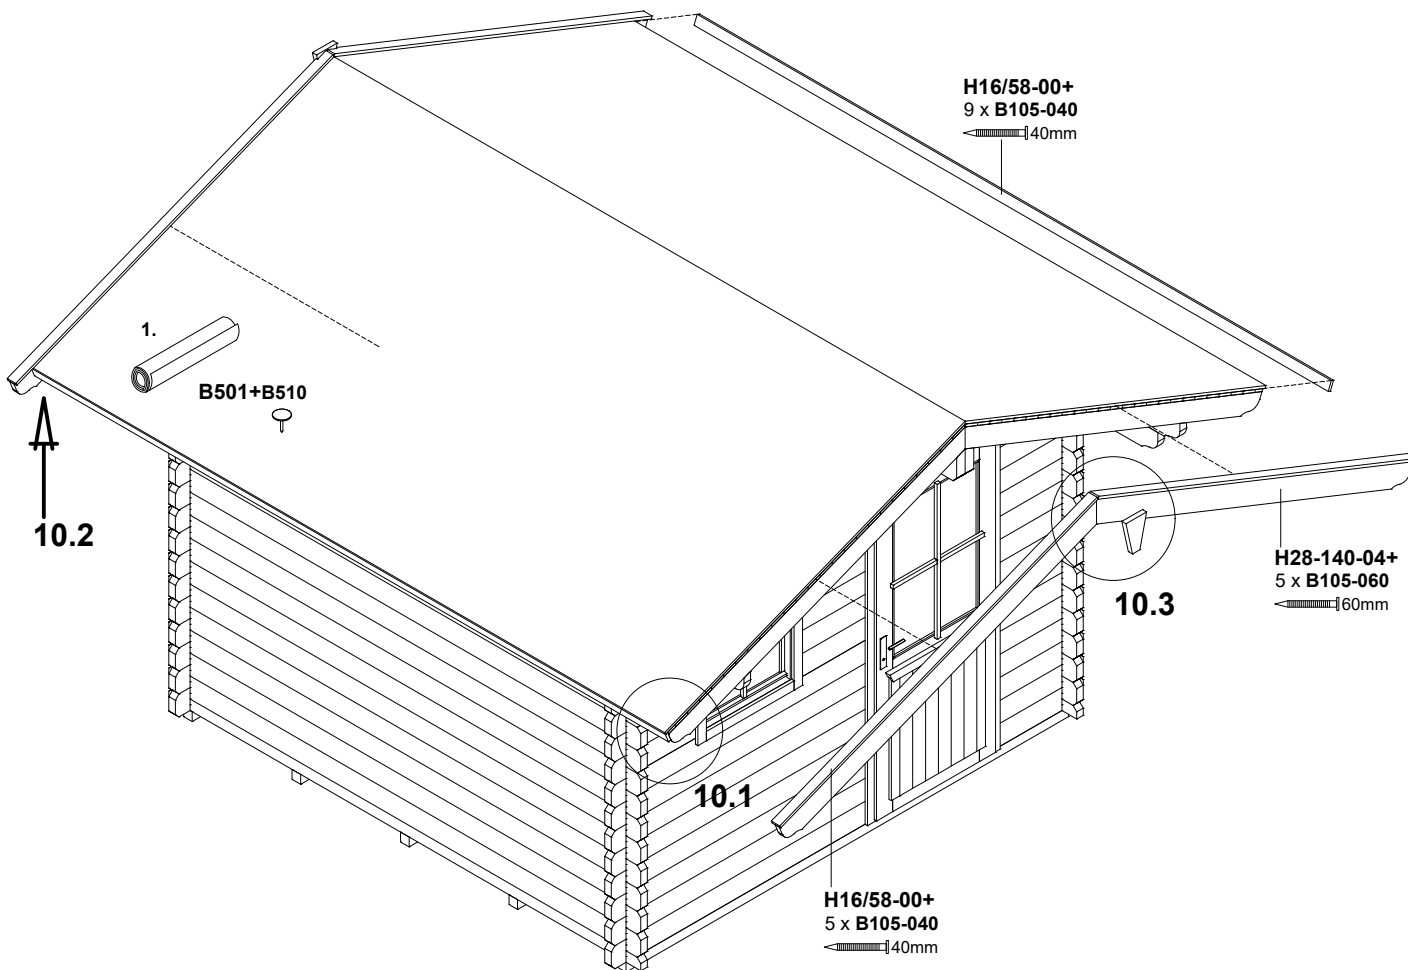 H16/58-00+
9 x B105-040
40mm
1.
B501+B510
10.2
10.3
H28-140-04+
5 x B105-060
60mm
10.1
H16/58-00+
5 x B105-040
40mm